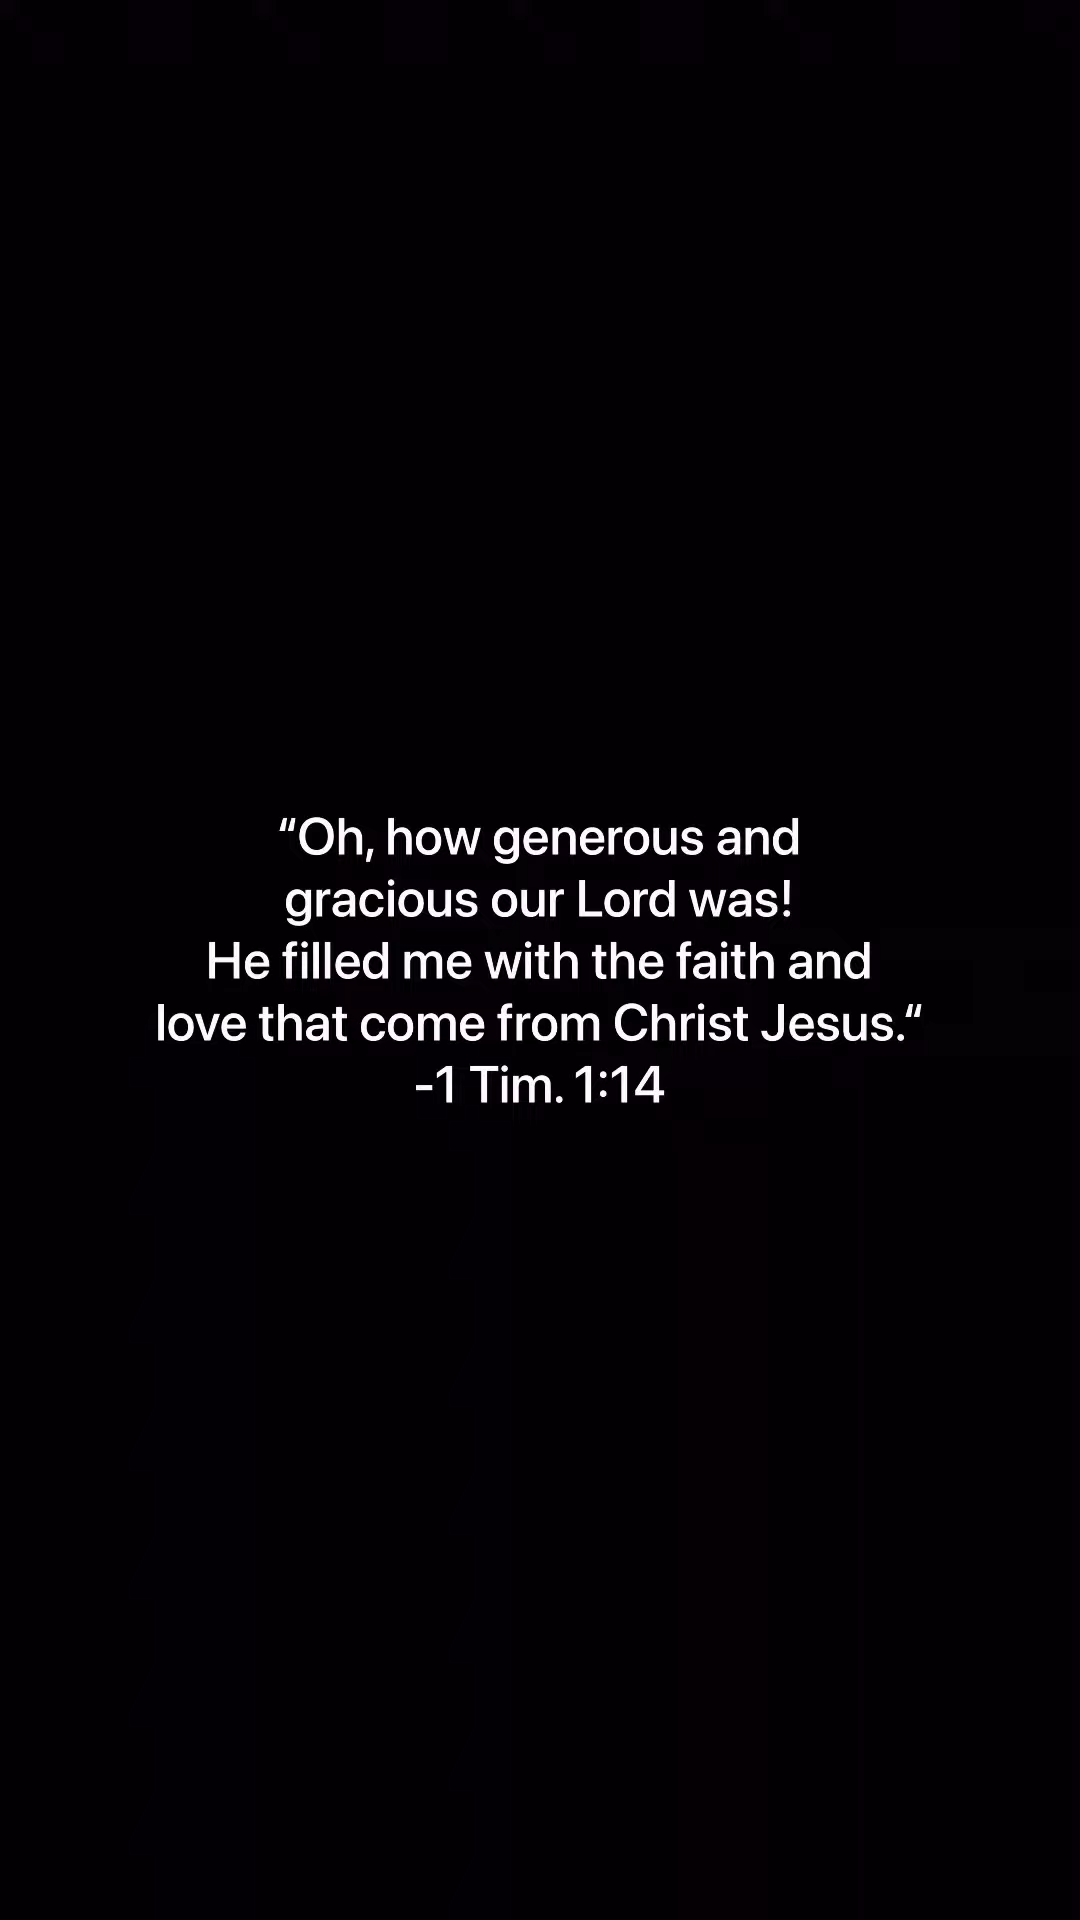 “Oh, how generous and
gracious our Lord was!
He filled me with the faith and
love that come from Christ Jesus.“
-1 Tim. 1:14